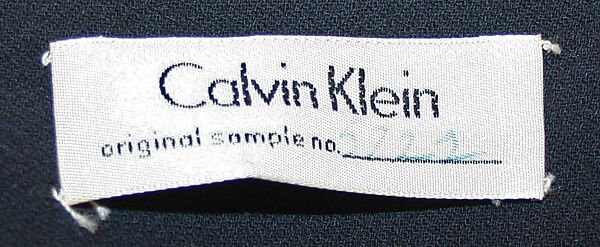 Calvin Klein
original sample no.